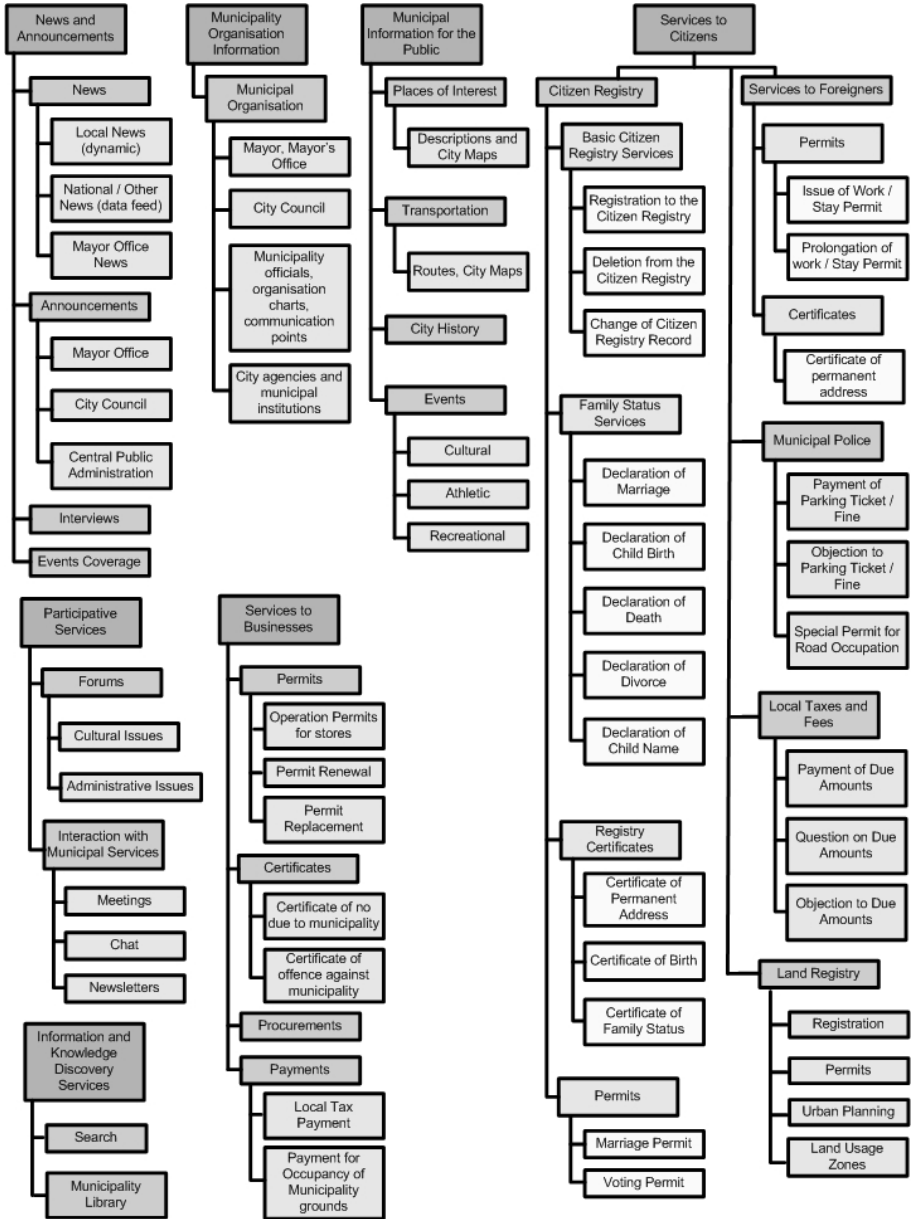 News and
Announcements
News
Local News
(dynamic)
National / Other
News (data feed)
Mayor Office
News
Announcements
Mayor Office
City Council
Central Public
Administration
Interviews
Events Coverage
Municipality
Organisation
Information
Municipal
Organisation
Mayor, Mayor's
Office
City Council
Municipality
officials,
organisation
charts,
communication
points
City agencies and
municipal
institutions
Municipal
Information for the
Public
Places of Interest
Descriptions and
City Maps
Transportation
Routes, City Maps
City History
Events
Cultural
Athletic
Recreational
Services to
Citizens
Citizen Registry
Basic Citizen
Registry Services
Registration to the
Citizen Registry
Deletion from the
Citizen Registry
Change of Citizen
Registry Record
Family Status
Services
Declaration of
Marriage
Declaration of
Child Birth
Declaration of
Death
Declaration of
Divorce
Declaration of
Child Name
Registry
Certificates
Certificate of
Permanent
Address
Certificate of Birth
Certificate of
Family Status
Permits
Marriage Permit
Voting Permit
Services to Foreigners
Permits
Issue of Work /
Stay Permit
Prolongation of
work / Stay Permit
Certificates
Certificate of
permanent
address
Municipal Police
Payment of
Parking Ticket /
Fine
Objection to
Parking Ticket /
Fine
Special Permit for
Road Occupation
Local Taxes and
Fees
Payment of Due
Amounts
Question on Due
Amounts
Objection to Due
Amounts
Land Registry
Registration
Permits
Urban Planning
Land Usage
Zones
Participative
Services
Forums
Cultural Issues
Administrative Issues
Interaction with
Municipal Services
Meetings
Chat
Newsletters
Information and
Knowledge
Discovery
Services
Search
Municipality
Library
Services to
Businesses
Permits
Operation Permits
for stores
Permit Renewal
Permit
Replacement
Certificates
Certificate of no
due to municipality
Certificate of
offence against
municipality
Procurements
Payments
Local Tax
Payment
Payment for
Occupancy of
Municipality
grounds